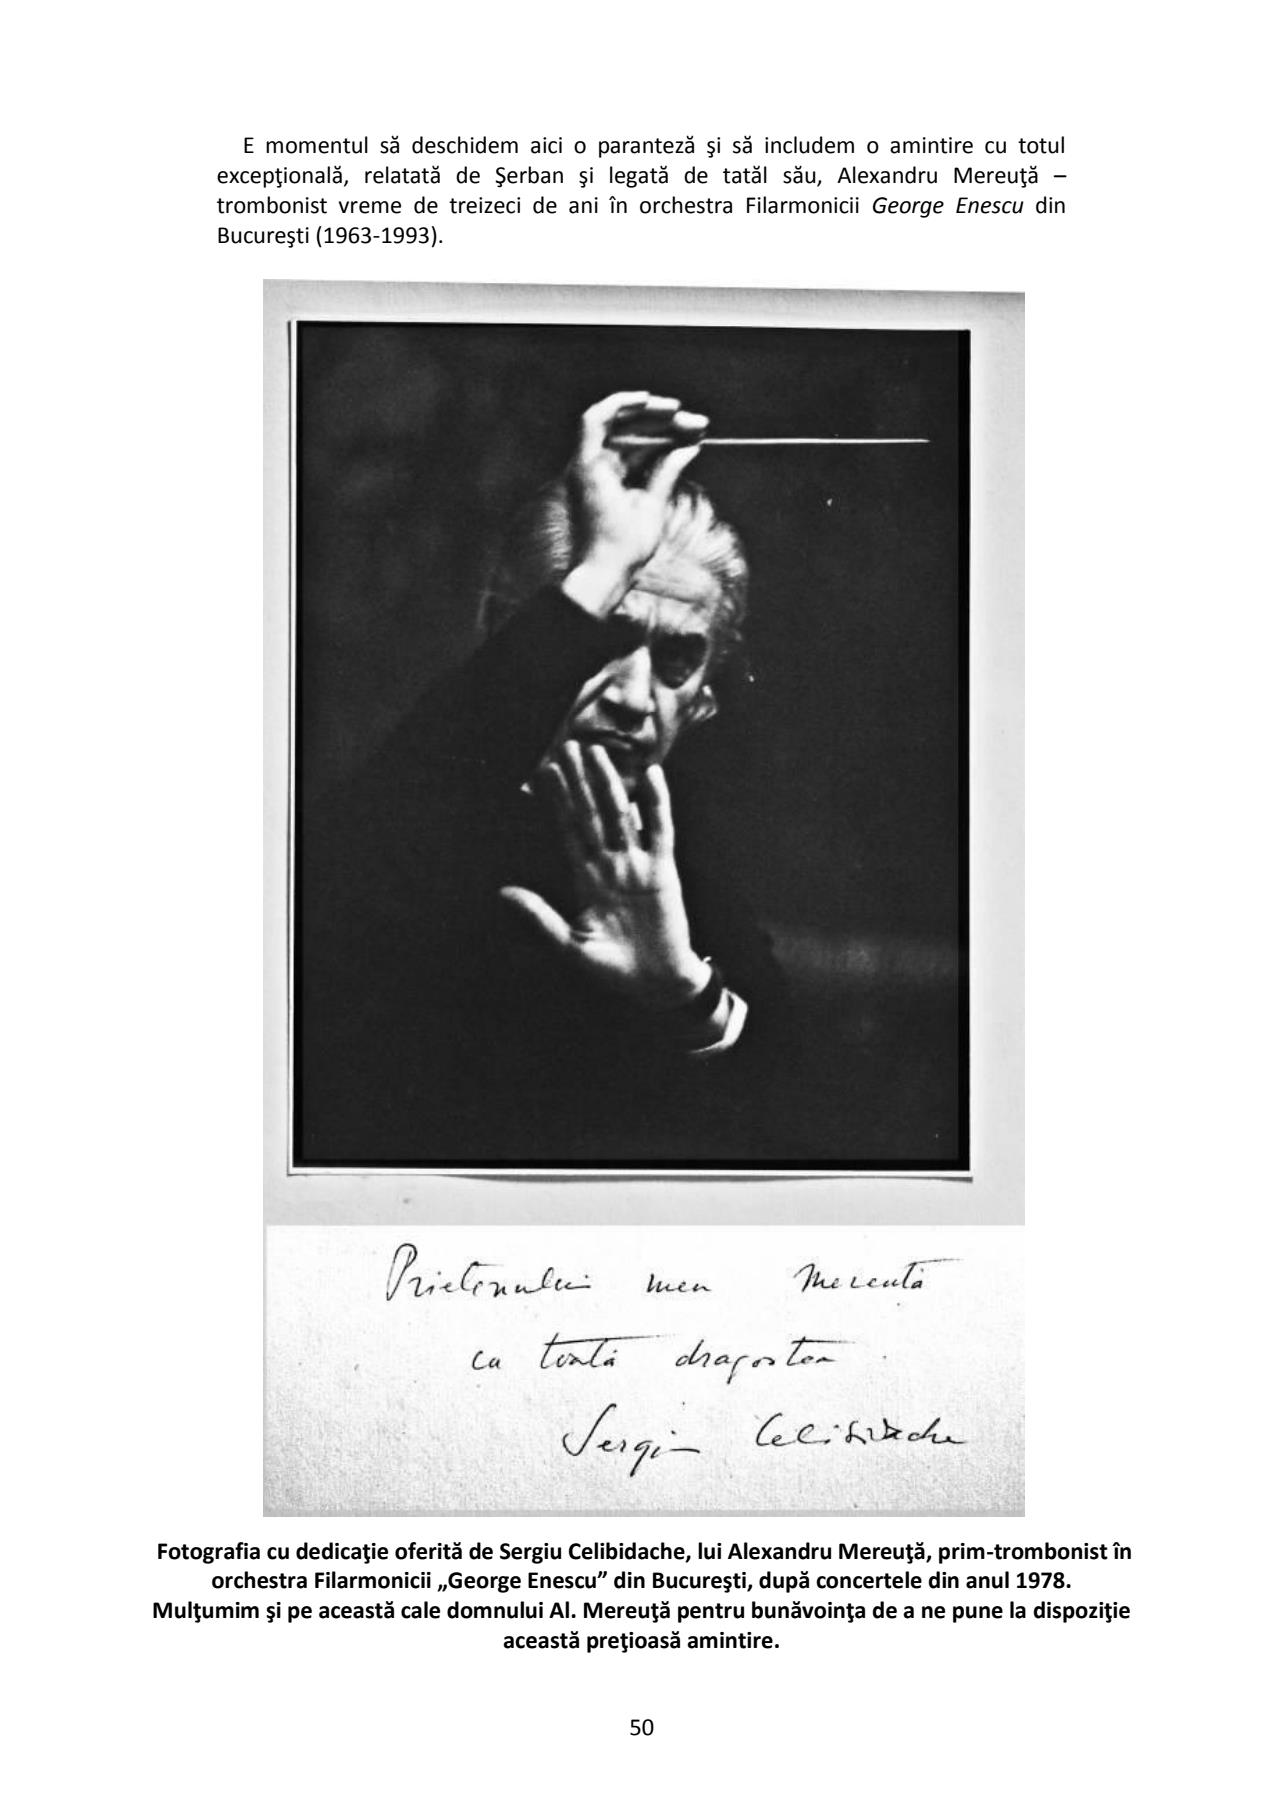 E momentul să deschidem aici o paranteză şi să includem o amintire cu totul
excepţională, relatată de Şerban şi legată de tatăl său, Alexandru Mereuţă –
trombonist vreme de treizeci de ani în orchestra Filarmonicii George Enescu din
Bucureşti (1963-1993).
Prietenului meu Mereuță
cu toată dragostea
Sergiu Celibidache
Fotografia cu dedicaţie oferită de Sergiu Celibidache, lui Alexandru Mereuţă, prim-trombonist în
orchestra Filarmonicii „George Enescu” din Bucureşti, după concertele din anul 1978.
Mulţumim şi pe această cale domnului Al. Mereuţă pentru bunăvoinţa de a ne pune la dispoziţie
această preţioasă amintire.
50